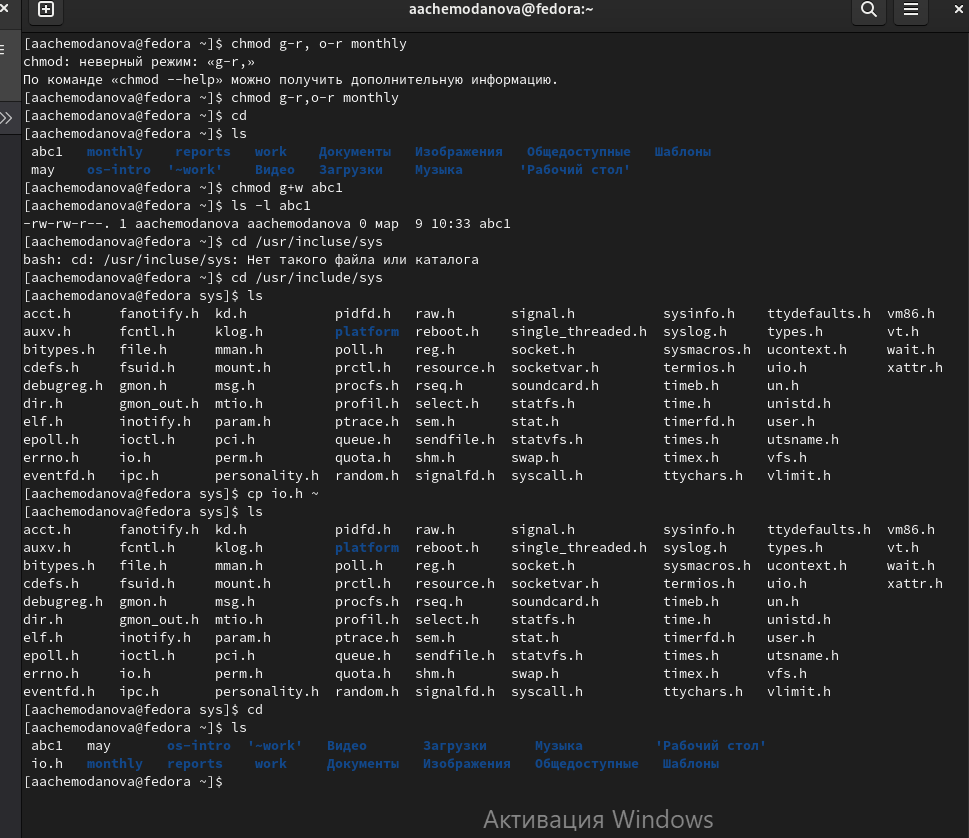 aachemodanova@fedora:~
[aachemodanova@fedora ~]$ chmod g-r, o-r monthly
chmod: неверный режим: «g-r,»
По команде «chmod --help» можно получить дополнительную информацию.
[aachemodanova@fedora ~]$ chmod g-r,o-r monthly
[aachemodanova@fedora ~]$ cd
[aachemodanova@fedora ~]$ ls
abc1 monthly reports work Документы Изображения Общедоступные Шаблоны
may os-intro '~work' Видео Загрузки Музыка 'Рабочий стол'
[aachemodanova@fedora ~]$ chmod g+w abc1
[aachemodanova@fedora ~]$ ls -l abc1
-rw-rw-r--. 1 aachemodanova aachemodanova 0 мар  9 10:33 abc1
[aachemodanova@fedora ~]$ cd /usr/incluse/sys
bash: cd: /usr/incluse/sys: Нет такого файла или каталога
[aachemodanova@fedora ~]$ cd /usr/include/sys
[aachemodanova@fedora sys]$ ls
acct.h fanotify.h kd.h pidfd.h raw.h signal.h sysinfo.h ttydefaults.h vm86.h
auxv.h fcntl.h klog.h platform reboot.h single_threaded.h syslog.h types.h vt.h
bitypes.h file.h mman.h poll.h reg.h socket.h sysmacros.h ucontext.h wait.h
cdefs.h fsuid.h mount.h prctl.h resource.h socketvar.h termios.h uio.h xattr.h
debugreg.h gmon.h msg.h procfs.h rseq.h soundcard.h timeb.h un.h
dir.h gmon_out.h mtio.h profil.h select.h statfs.h time.h unistd.h
elf.h inotify.h param.h ptrace.h sem.h stat.h timerfd.h user.h
epoll.h ioctl.h pci.h queue.h sendfile.h statvfs.h times.h utsname.h
errno.h io.h perm.h quota.h shm.h swap.h timex.h vfs.h
eventfd.h ipc.h personality.h random.h signalfd.h syscall.h ttychars.h vlimit.h
[aachemodanova@fedora sys]$ cp io.h ~
[aachemodanova@fedora sys]$ ls
acct.h fanotify.h kd.h pidfd.h raw.h signal.h sysinfo.h ttydefaults.h vm86.h
auxv.h fcntl.h klog.h platform reboot.h single_threaded.h syslog.h types.h vt.h
bitypes.h file.h mman.h poll.h reg.h socket.h sysmacros.h ucontext.h wait.h
cdefs.h fsuid.h mount.h prctl.h resource.h socketvar.h termios.h uio.h xattr.h
debugreg.h gmon.h msg.h procfs.h rseq.h soundcard.h timeb.h un.h
dir.h gmon_out.h mtio.h profil.h select.h statfs.h time.h unistd.h
elf.h inotify.h param.h ptrace.h sem.h stat.h timerfd.h user.h
epoll.h ioctl.h pci.h queue.h sendfile.h statvfs.h times.h utsname.h
errno.h io.h perm.h quota.h shm.h swap.h timex.h vfs.h
eventfd.h ipc.h personality.h random.h signalfd.h syscall.h ttychars.h vlimit.h
[aachemodanova@fedora sys]$ cd
[aachemodanova@fedora ~]$ ls
abc1 may os-intro '~work' Видео Загрузки Музыка 'Рабочий стол'
io.h monthly reports work Документы Изображения Общедоступные Шаблоны
[aachemodanova@fedora ~]$
Активация Windows